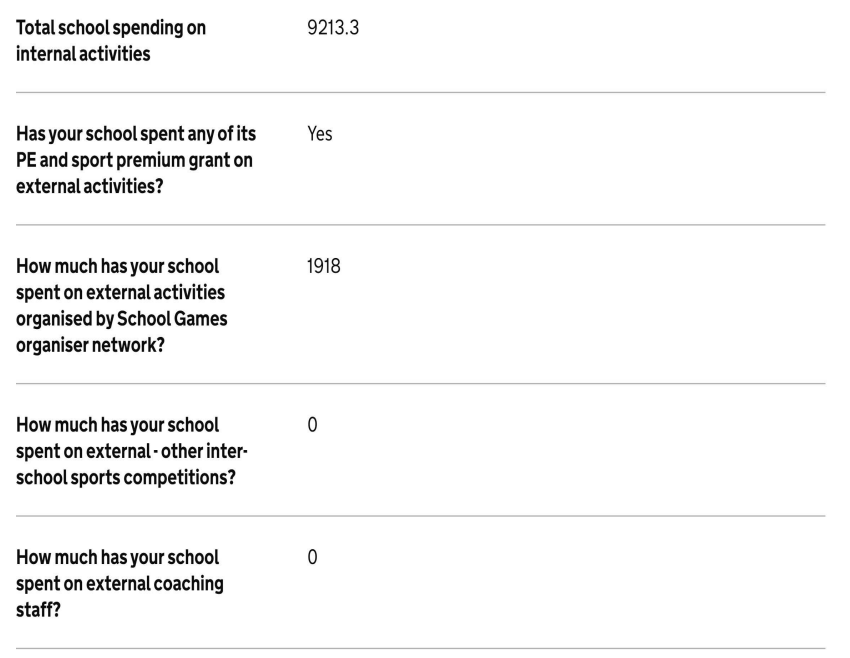 Total school spending on 9213.3
internal activities
Has your school spent any of its Yes
PE and sport premium grant on
external activities?
How much has your school 1918
spent on external activities
organised by School Games
organiser network?
How much has your school 0
spent on external - other inter-
school sports competitions?
How much has your school 0
spent on external coaching
staff?